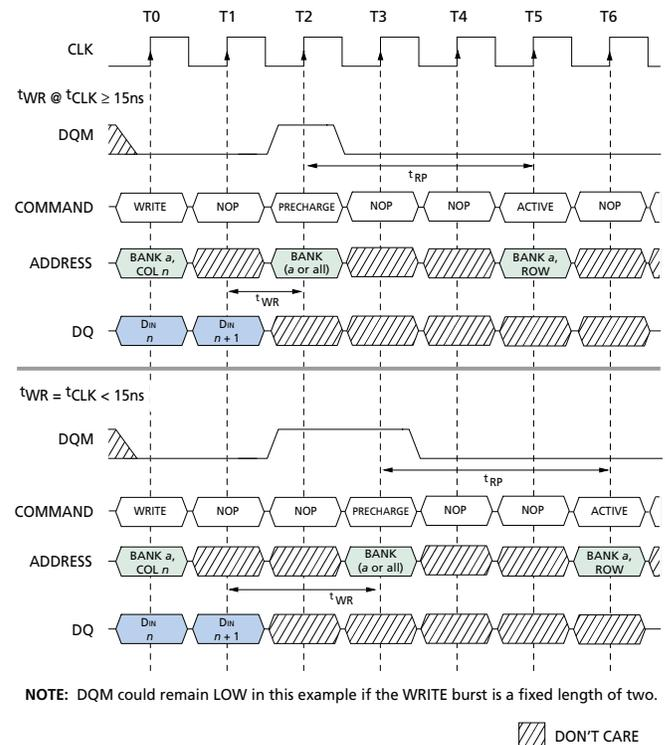 T0 T1 T2 T3 T4 T5 T6
CLK
tWR @ tCLK ≥ 15ns
DQM
tRP
COMMAND WRITE NOP PRECHARGE NOP NOP ACTIVE NOP
ADDRESS BANK a, COL n BANK (a or all) BANK a, ROW
tWR
DQ DIN n DIN n + 1
tWR = tCLK < 15ns
DQM
tRP
COMMAND WRITE NOP NOP PRECHARGE NOP NOP ACTIVE
ADDRESS BANK a, COL n BANK (a or all) BANK a, ROW
tWR
DQ DIN n DIN n + 1
NOTE: DQM could remain LOW in this example if the WRITE burst is a fixed length of two.
DON'T CARE